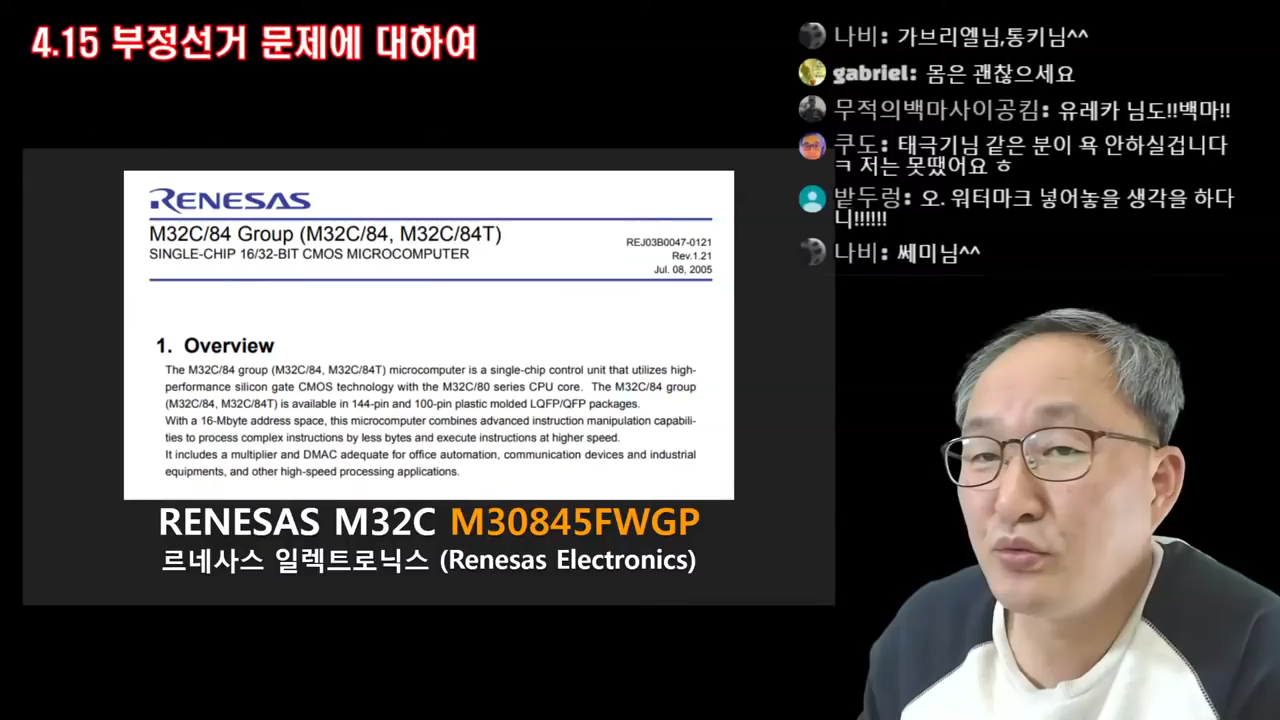 4.15 부정선거 문제에 대하여
RENESAS
M32C/84 Group (M32C/84, M32C/84T)
SINGLE-CHIP 16/32-BIT CMOS MICROCOMPUTER
REJ03B0047-0121
Rev.1.21
Jul. 08, 2005
1. Overview
The M32C/84 group (M32C/84, M32C/84T) microcomputer is a single-chip control unit that utilizes high-
performance silicon gate CMOS technology with the M32C/80 series CPU core. The M32C/84 group
(M32C/84, M32C/84T) is available in 144-pin and 100-pin plastic molded LQFP/QFP packages.
With a 16-Mbyte address space, this microcomputer combines advanced instruction manipulation capabili-
ties to process complex instructions by less bytes and execute instructions at higher speed.
It includes a multiplier and DMAC adequate for office automation, communication devices and industrial
equipments, and other high-speed processing applications.
RENESAS M32C M30845FWGP
르네사스 일렉트로닉스 (Renesas Electronics)
나비: 가브리엘님,통키님^^
gabriel: 몸은 괜찮으세요
무적의백마사이공킴: 유레카 님도!!백마!!
쿠도: 태극기님 같은 분이 욕 안하실겁니다
ㅋ 저는 못땠어요 ㅎ
밭두렁: 오. 워터마크 넣어놓을 생각을 하다
니!!!!!!
나비: 쎄미님^^